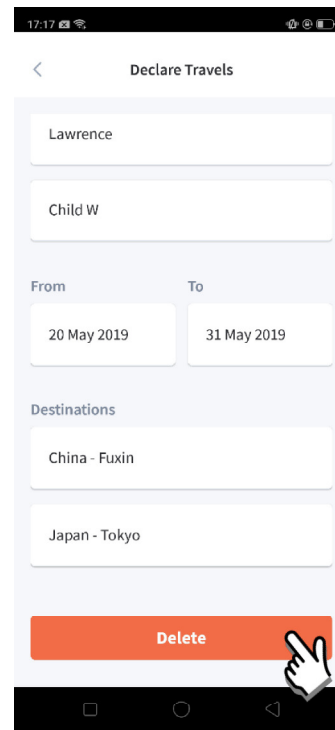 17:17
Declare Travels
Lawrence
Child W
From To
20 May 2019 31 May 2019
Destinations
China - Fuxin
Japan - Tokyo
Delete